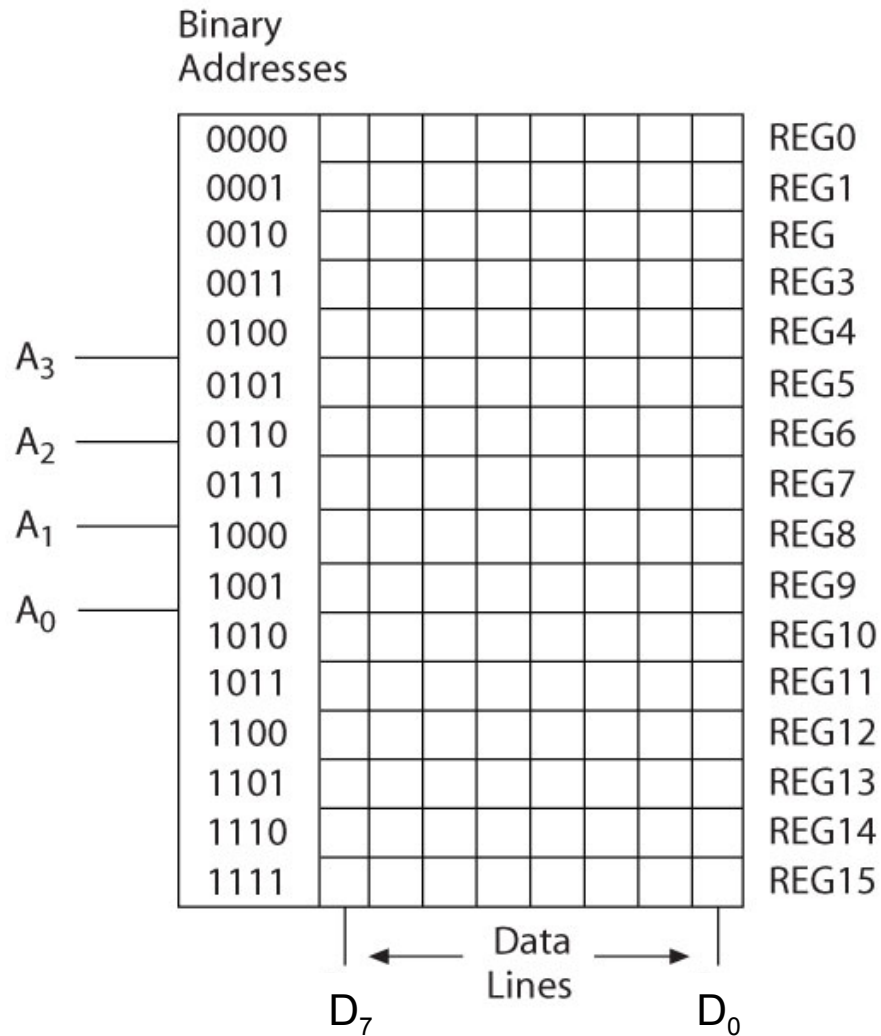 Binary
Addresses
0000 REG0
0001 REG1
0010 REG
0011 REG3
0100 REG4
A₃
0101 REG5
A₂ 0110 REG6
0111 REG7
A₁ 1000 REG8
1001 REG9
A₀
1010 REG10
1011 REG11
1100 REG12
1101 REG13
1110 REG14
1111 REG15
Data
Lines
D₇ D₀